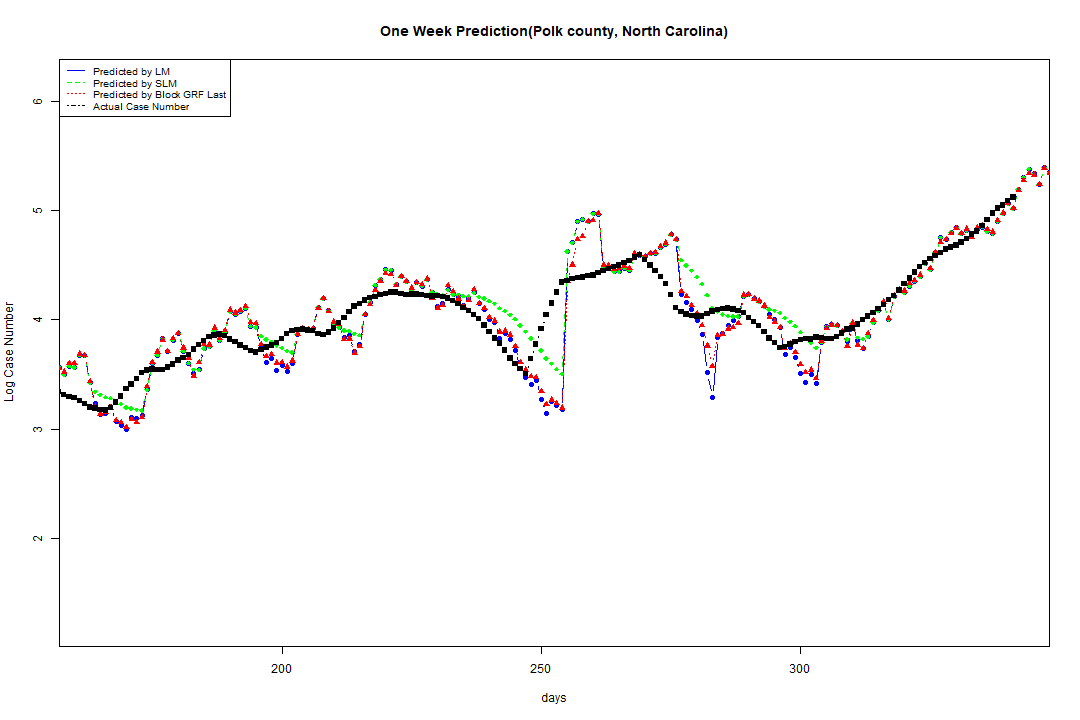 One Week Prediction(Polk county, North Carolina)
Predicted by LM
Predicted by SLM
Predicted by Block GRF Last
Actual Case Number
6
5
4
3
2
Log Case Number
200
250
300
days